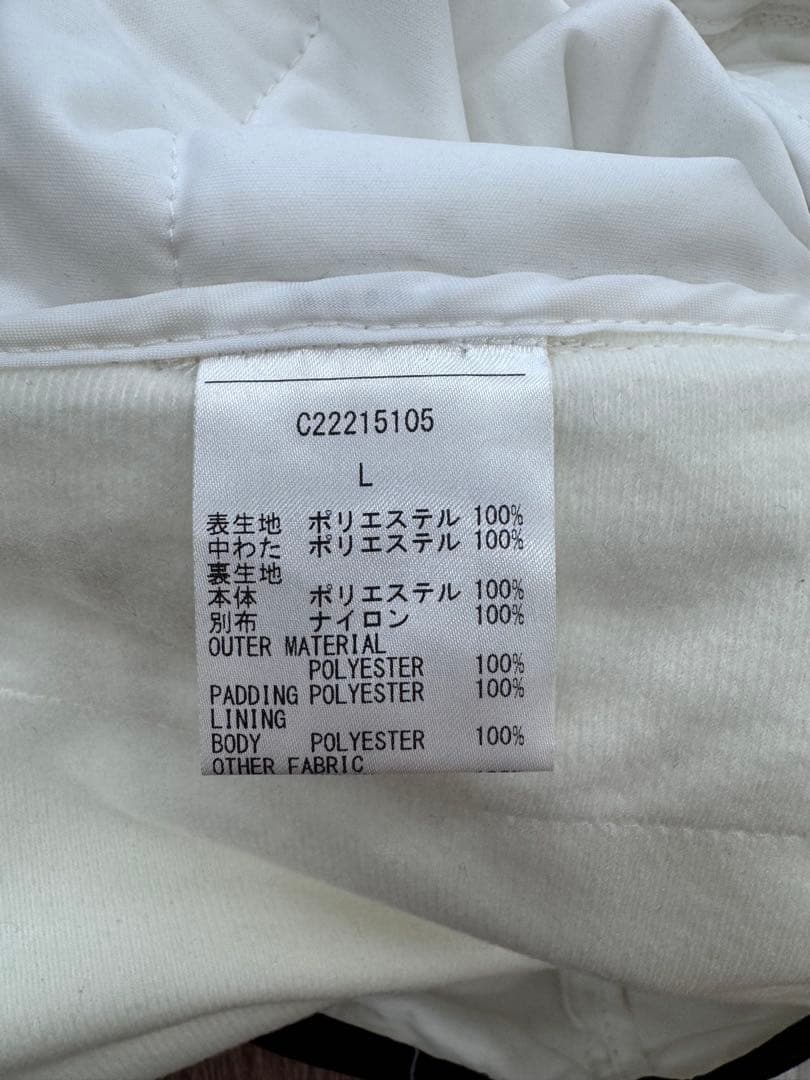 C22215105
L
表生地 ポリエステル 100%
中わた ポリエステル 100%
裏生地
本体 ポリエステル 100%
別布 ナイロン 100%
OUTER MATERIAL
POLYESTER 100%
PADDING POLYESTER 100%
LINING
BODY POLYESTER 100%
OTHER FABRIC